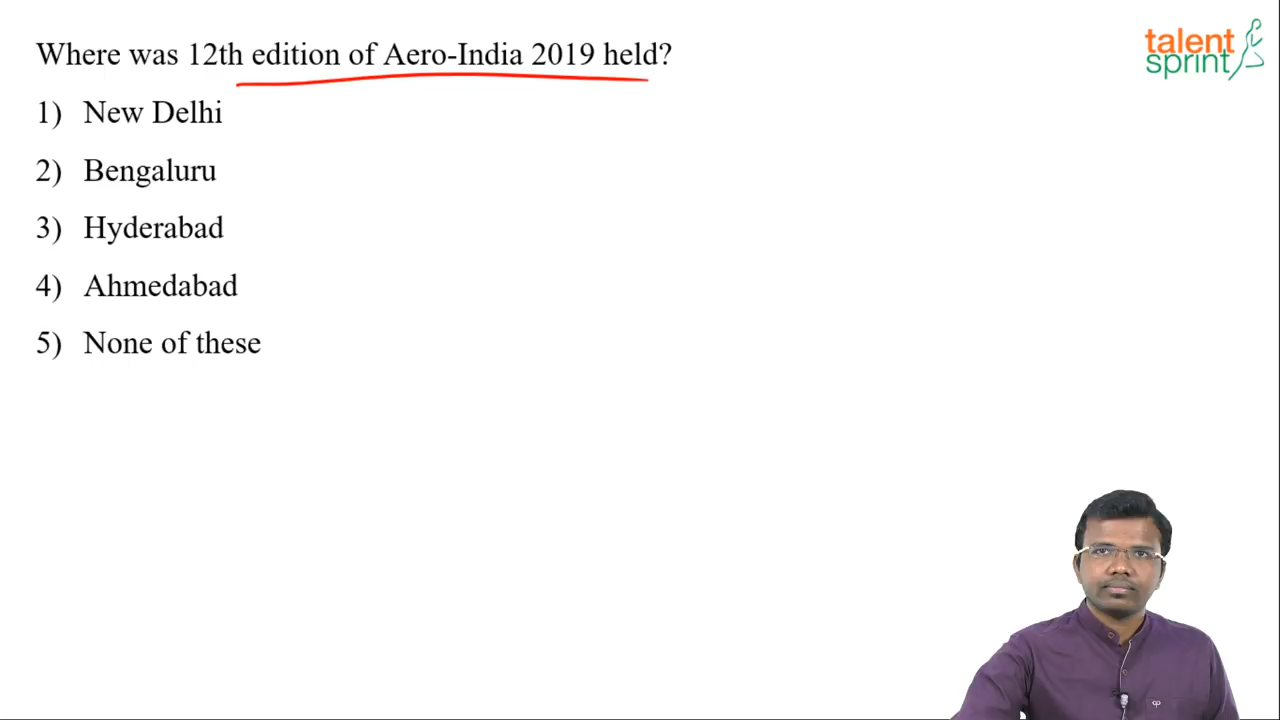 Where was 12th edition of Aero-India 2019 held?
talent
sprint
1) New Delhi
2) Bengaluru
3) Hyderabad
4) Ahmedabad
5) None of these